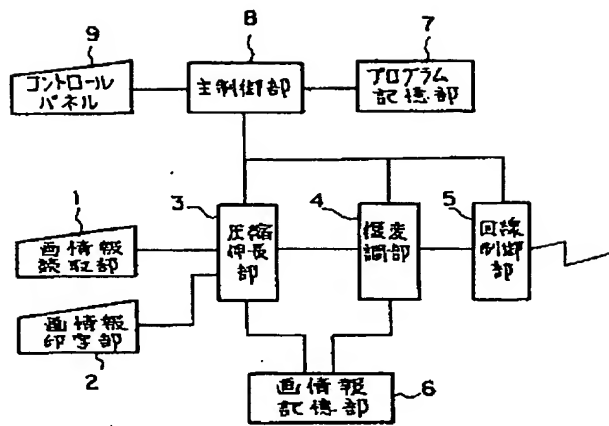 8
9
7
コントロール
パネル
主制御部
プログラム
記憶部
1
3
4
5
画情報
読取部
圧縮
伸長
部
復変
調部
回線
制御
部
画情報
印字部
2
画情報
記憶部
6